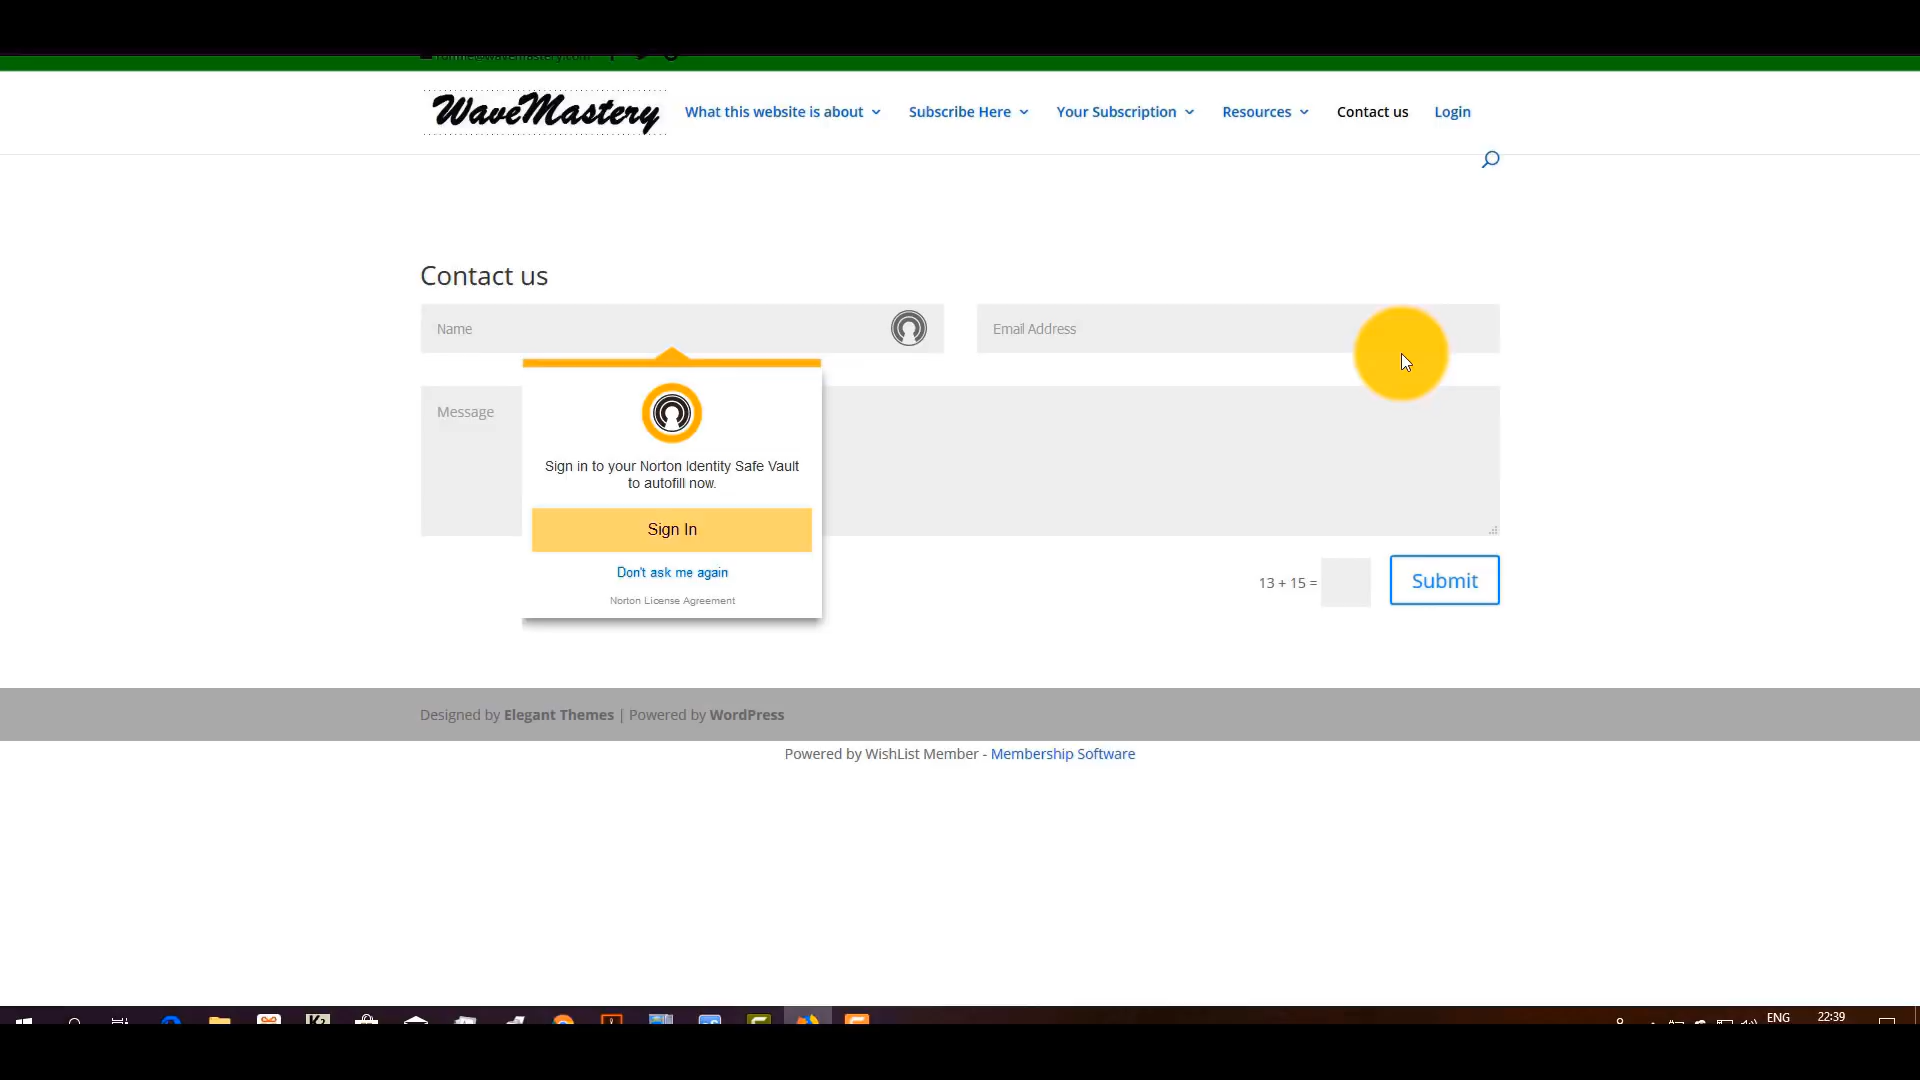 WaveMastery
What this website is about
Subscribe Here
Your Subscription
Resources
Contact us
Login
Contact us
Name
Email Address
Message
Sign in to your Norton Identity Safe Vault
to autofill now.
Sign In
Don't ask me again
Norton License Agreement
13 + 15 =
Submit
Designed by Elegant Themes | Powered by WordPress
Powered by WishList Member - Membership Software
ENG
22:39